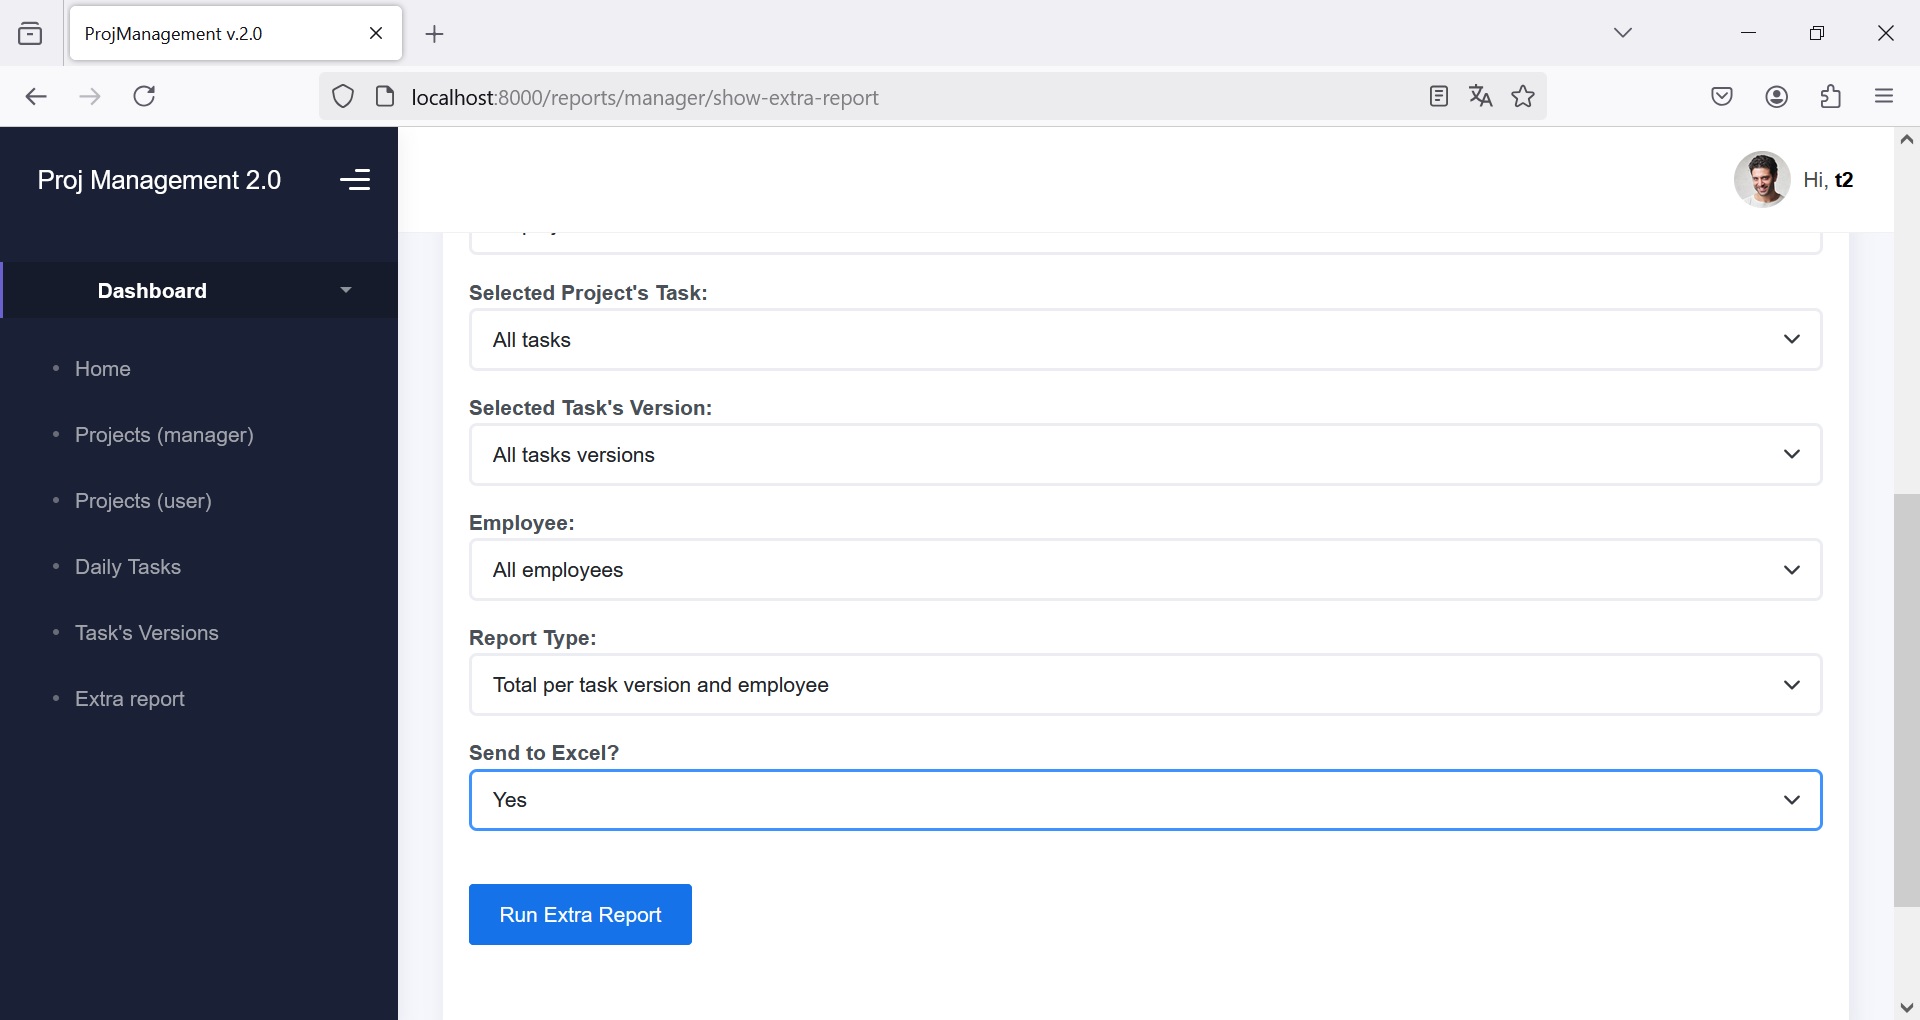 ProjManagement v.2.0
localhost:8000/reports/manager/show-extra-report
Proj Management 2.0
Hi, t2
Dashboard
Home
Projects (manager)
Projects (user)
Daily Tasks
Task's Versions
Extra report
Selected Project's Task:
All tasks
Selected Task's Version:
All tasks versions
Employee:
All employees
Report Type:
Total per task version and employee
Send to Excel?
Yes
Run Extra Report